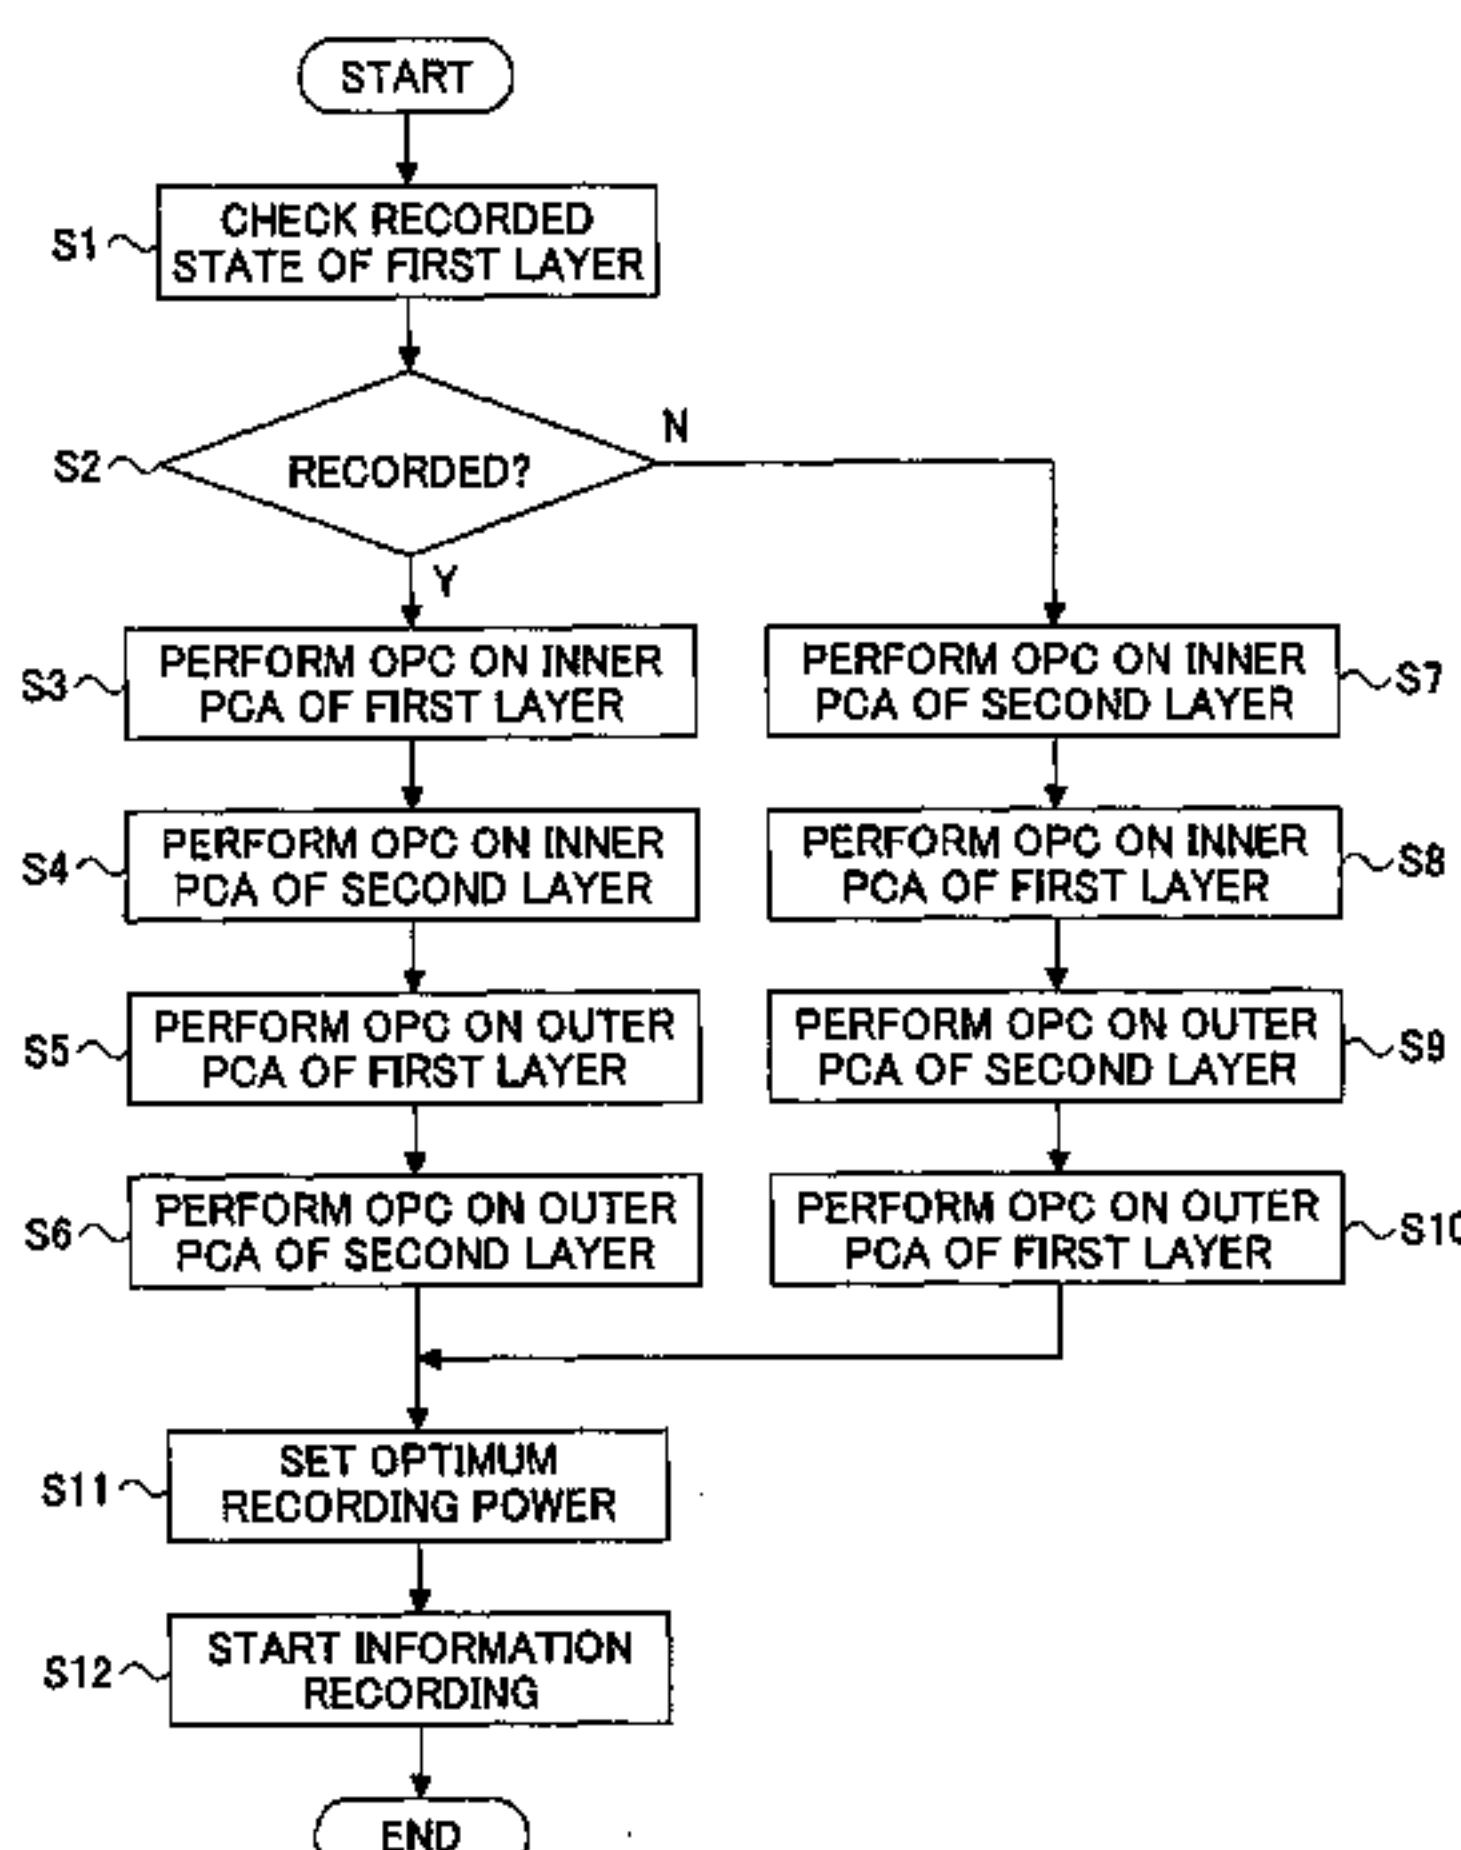 START
S1
CHECK RECORDED
STATE OF FIRST LAYER
S2
RECORDED?
N
Y
S3
PERFORM OPC ON INNER
PCA OF FIRST LAYER
PERFORM OPC ON INNER
PCA OF SECOND LAYER
S7
S4
PERFORM OPC ON INNER
PCA OF SECOND LAYER
PERFORM OPC ON INNER
PCA OF FIRST LAYER
S8
S5
PERFORM OPC ON OUTER
PCA OF FIRST LAYER
PERFORM OPC ON OUTER
PCA OF SECOND LAYER
S9
S6
PERFORM OPC ON OUTER
PCA OF SECOND LAYER
PERFORM OPC ON OUTER
PCA OF FIRST LAYER
S10
S11
SET OPTIMUM
RECORDING POWER
S12
START INFORMATION
RECORDING
END